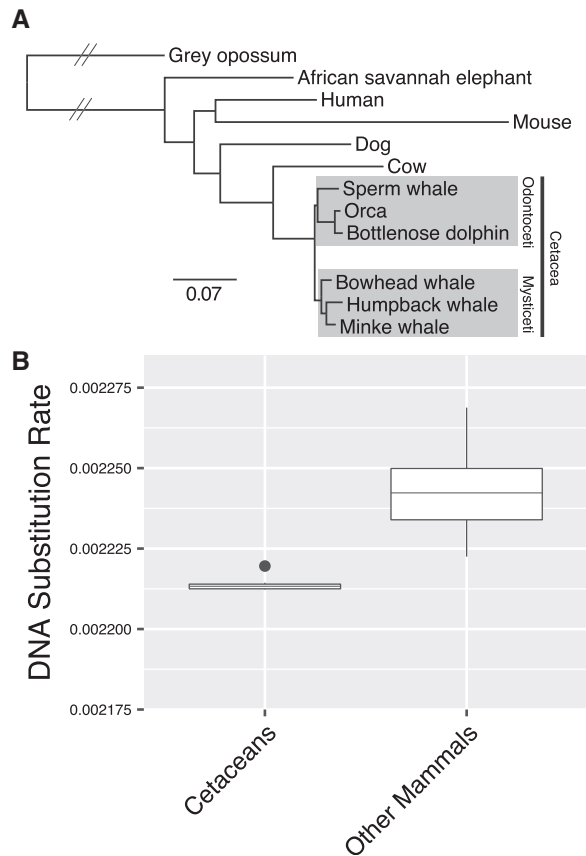 A
Grey opossum
African savannah elephant
Human
Mouse
Dog
Cow
Sperm whale
Orca
Bottlenose dolphin
Odontoceti
Cetacea
Bowhead whale
Humpback whale
Minke whale
Mysticeti
0.07
B
DNA Substitution Rate
0.002275
0.002250
0.002225
0.002200
0.002175
Cetaceans
Other Mammals